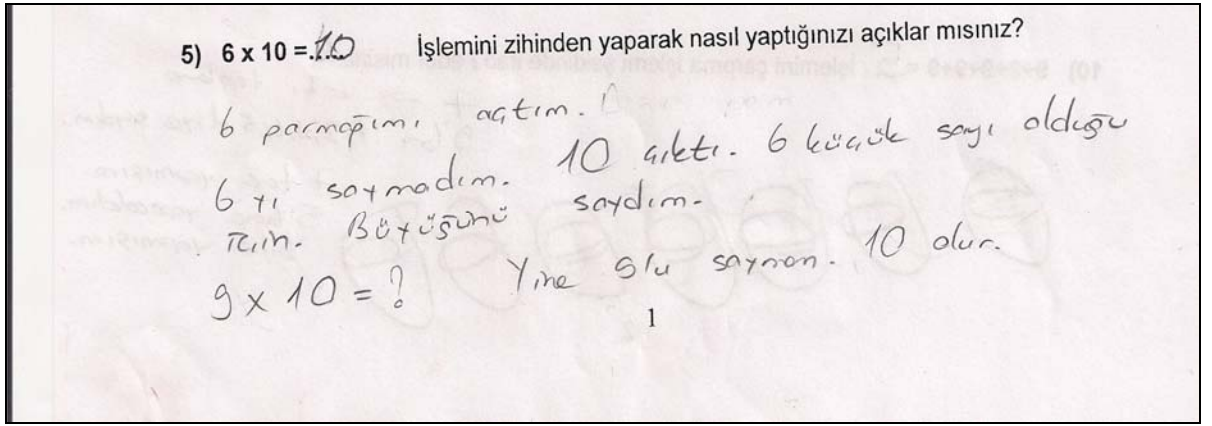 5) 6 x 10 = 10 İşlemini zihinden yaparak nasıl yaptığınızı açıklar mısınız?
6 parmağımı açtım.
6 yı saymadım. 10 çıktı. 6 küçük sayı olduğu
için. Büyüğünü saydım.
9 x 10 = ? Yine 9'u saymam. 10 olur.
1